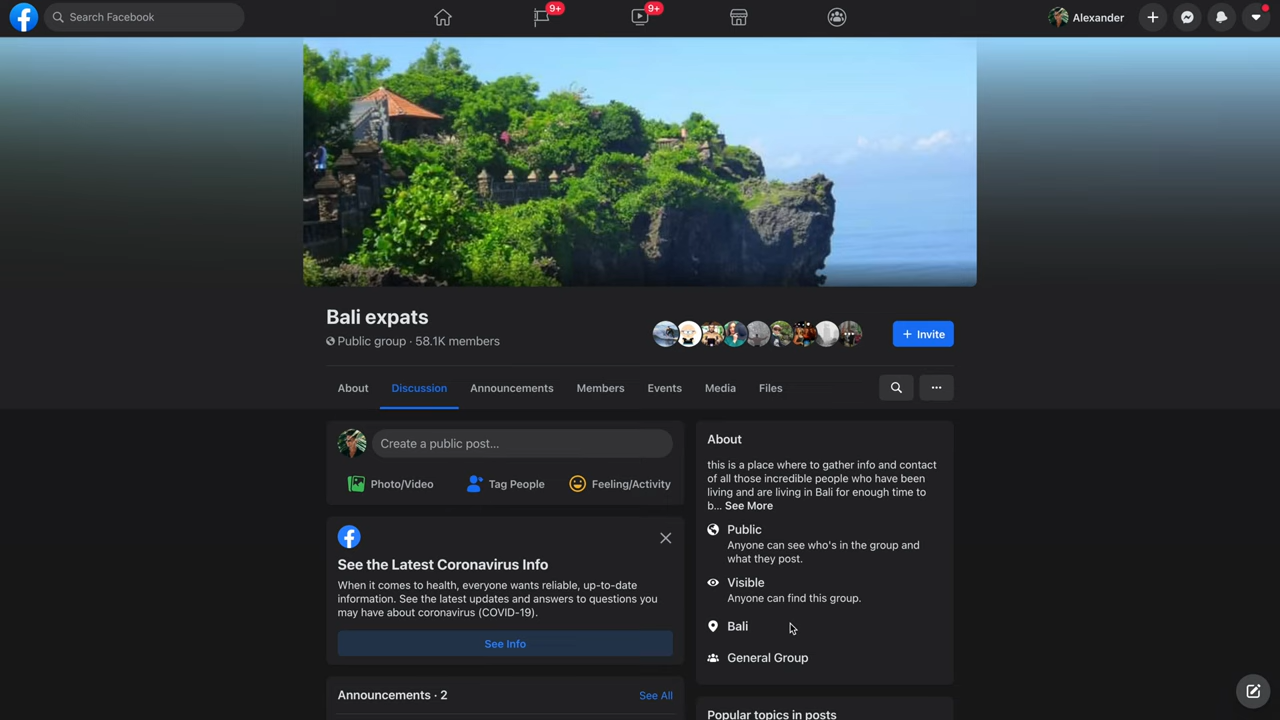 Search Facebook
9+
9+
Alexander
Bali expats
Public group · 58.1K members
+ Invite
About
Discussion
Announcements
Members
Events
Media
Files
Create a public post...
Photo/Video
Tag People
Feeling/Activity
See the Latest Coronavirus Info
When it comes to health, everyone wants reliable, up-to-date
information. See the latest updates and answers to questions you
may have about coronavirus (COVID-19).
See Info
Announcements · 2
See All
About
this is a place where to gather info and contact
of all those incredible people who have been
living and are living in Bali for enough time to
b... See More
Public
Anyone can see who's in the group and
what they post.
Visible
Anyone can find this group.
Bali
General Group
Popular topics in posts